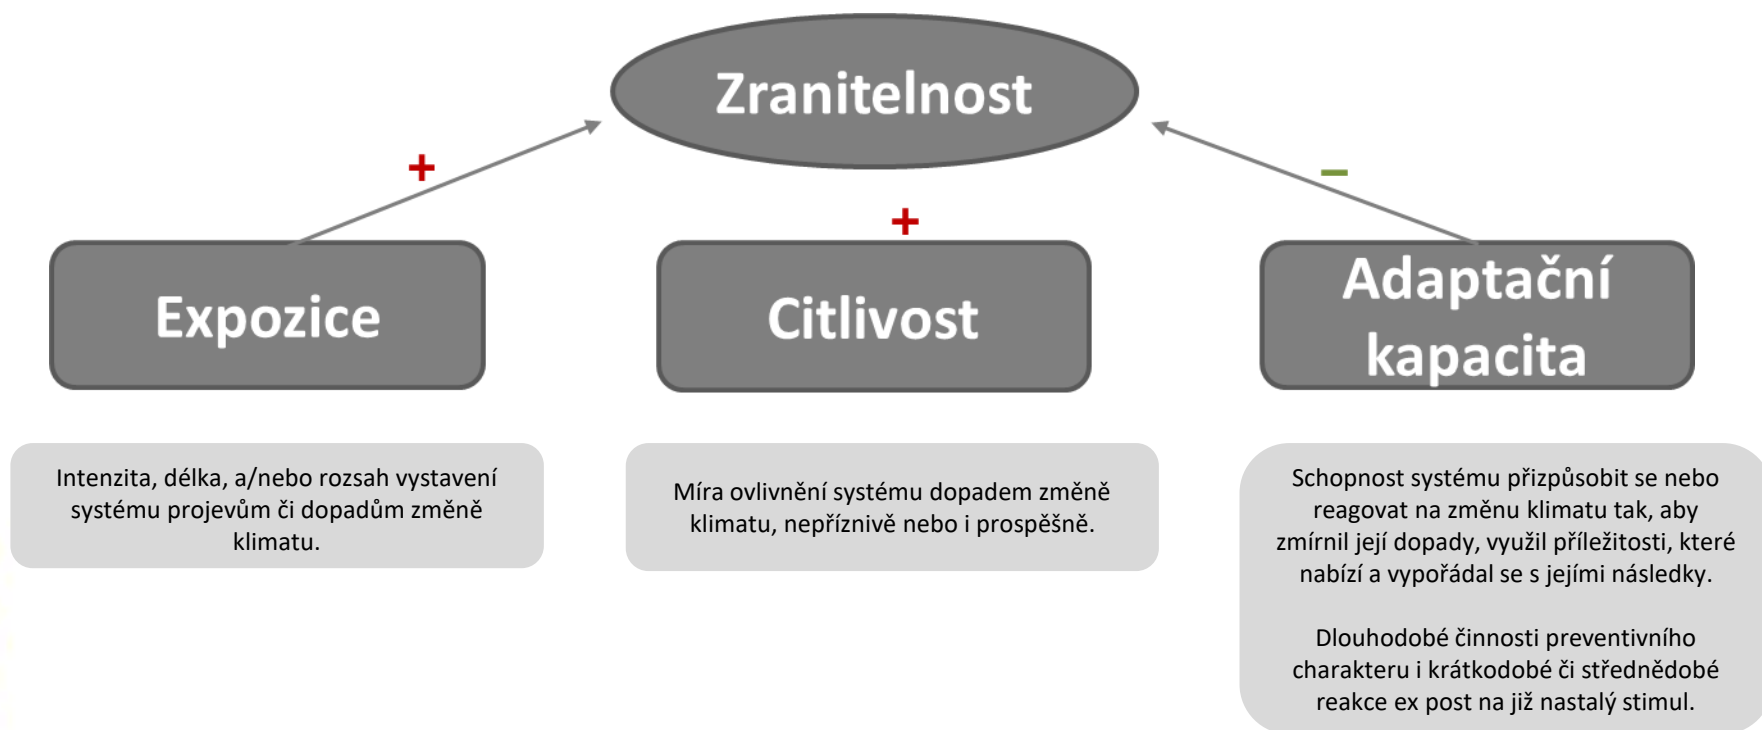 Zranitelnost
+
+
–
Expozice
Citlivost
Adaptační
kapacita
Intenzita, délka, a/nebo rozsah vystavení
systému projevům či dopadům změně
klimatu.
Míra ovlivnění systému dopadem změně
klimatu, nepříznivě nebo i prospěšně.
Schopnost systému přizpůsobit se nebo
reagovat na změnu klimatu tak, aby
zmírnil její dopady, využil příležitosti, které
nabízí a vypořádal se s jejími následky.
Dlouhodobé činnosti preventivního
charakteru i krátkodobé či střednědobé
reakce ex post na již nastalý stimul.